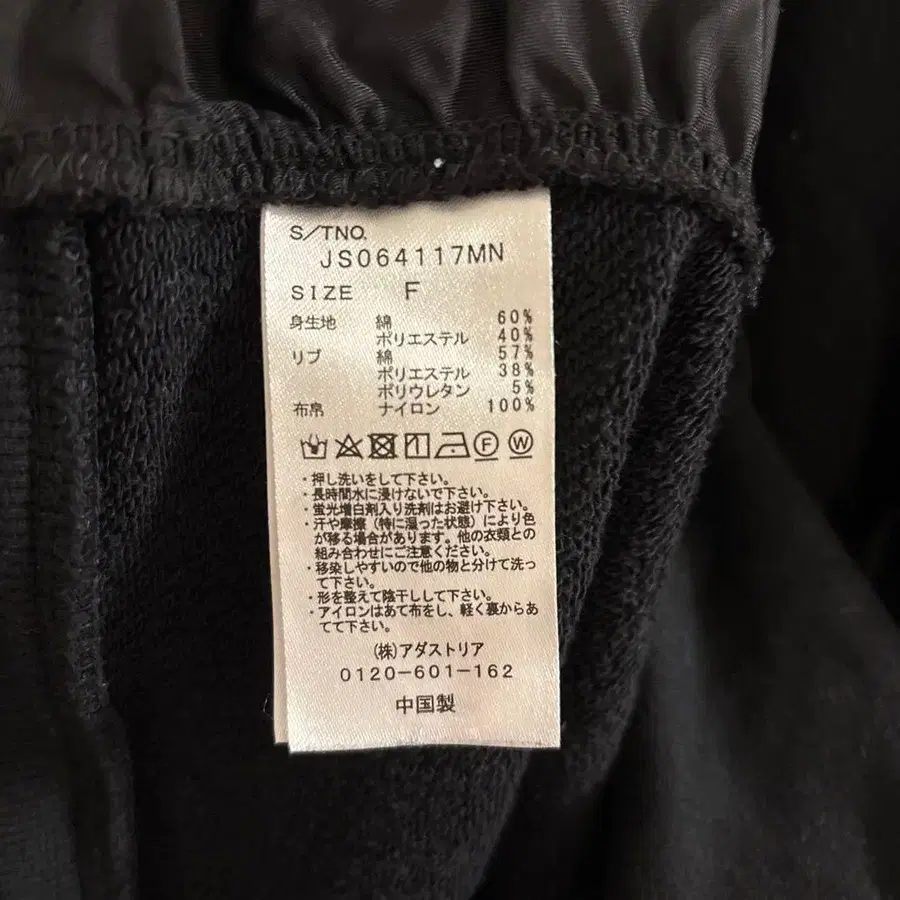 S/TNO.
JS064117MN
SIZE F
身生地 綿 60%
ポリエステル 40%
リブ 綿 57%
ポリエステル 38%
ポリウレタン 5%
布帛 ナイロン 100%
F W
・押し洗いをして下さい。
・長時間水に浸けないで下さい。
・蛍光増白剤入り洗剤はお避け下さい。
・汗や摩擦（特に湿った状態）により色
が移る場合があります。他の衣類との
組み合わせにご注意ください。
・移染しやすいので他の物と分けて洗っ
て下さい。
・形を整えて陰干しして下さい。
・アイロンはあて布をし、軽く裏からあ
てて下さい。
(株)アダストリア
0120-601-162
中国製